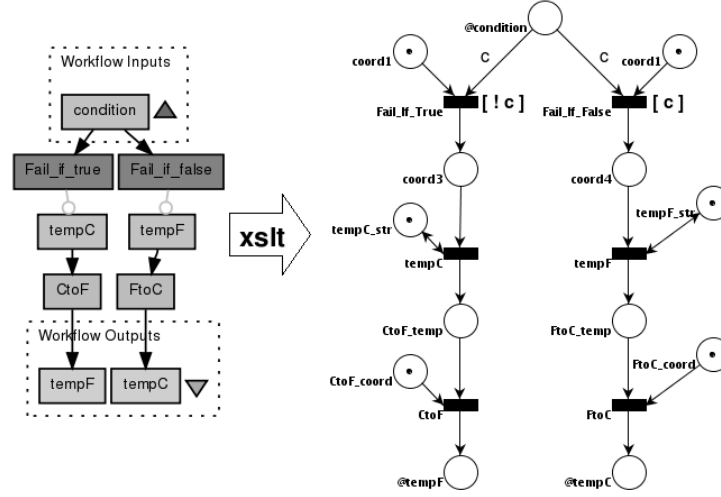 Workflow Inputs
condition
Fail_if_true
Fail_if_false
tempC
tempF
CtoF
FtoC
Workflow Outputs
tempF
tempC
xslt
@condition
coord1
c
c
coord1
Fail_If_True
[ ! c ]
Fail_If_False
[ c ]
coord3
coord4
tempC_str
tempF_str
tempC
tempF
CtoF_temp
FtoC_temp
CtoF_coord
FtoC_coord
CtoF
FtoC
@tempF
@tempC